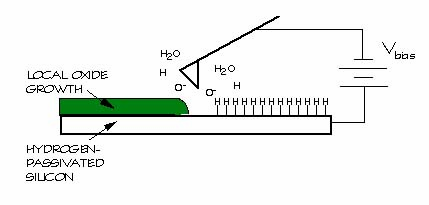 H₂O
V bias
H
H₂O
LOCAL OXIDE
GROWTH
O⁻
O⁻
H
H H H H H H H H H H H H H
HYDROGEN-
PASSIVATED
SILICON